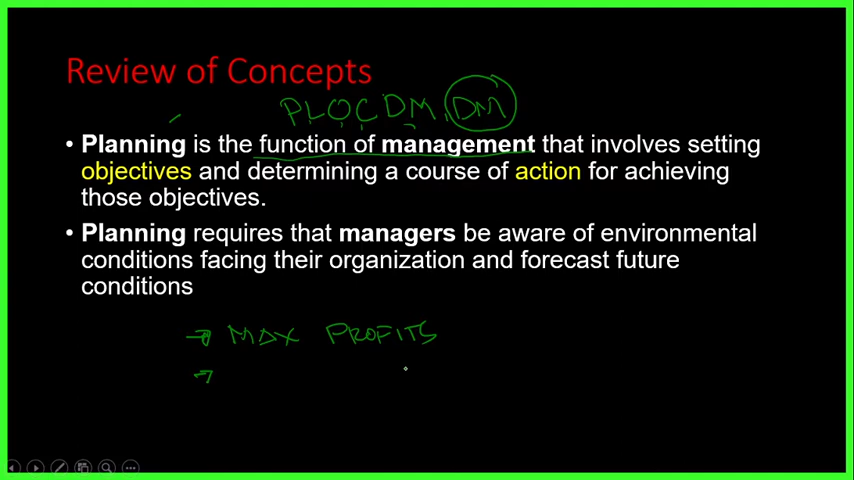 Review of Concepts
PLOCDM, DM
• Planning is the function of management that involves setting
objectives and determining a course of action for achieving
those objectives.
• Planning requires that managers be aware of environmental
conditions facing their organization and forecast future
conditions
→ MAX PROFITS
→